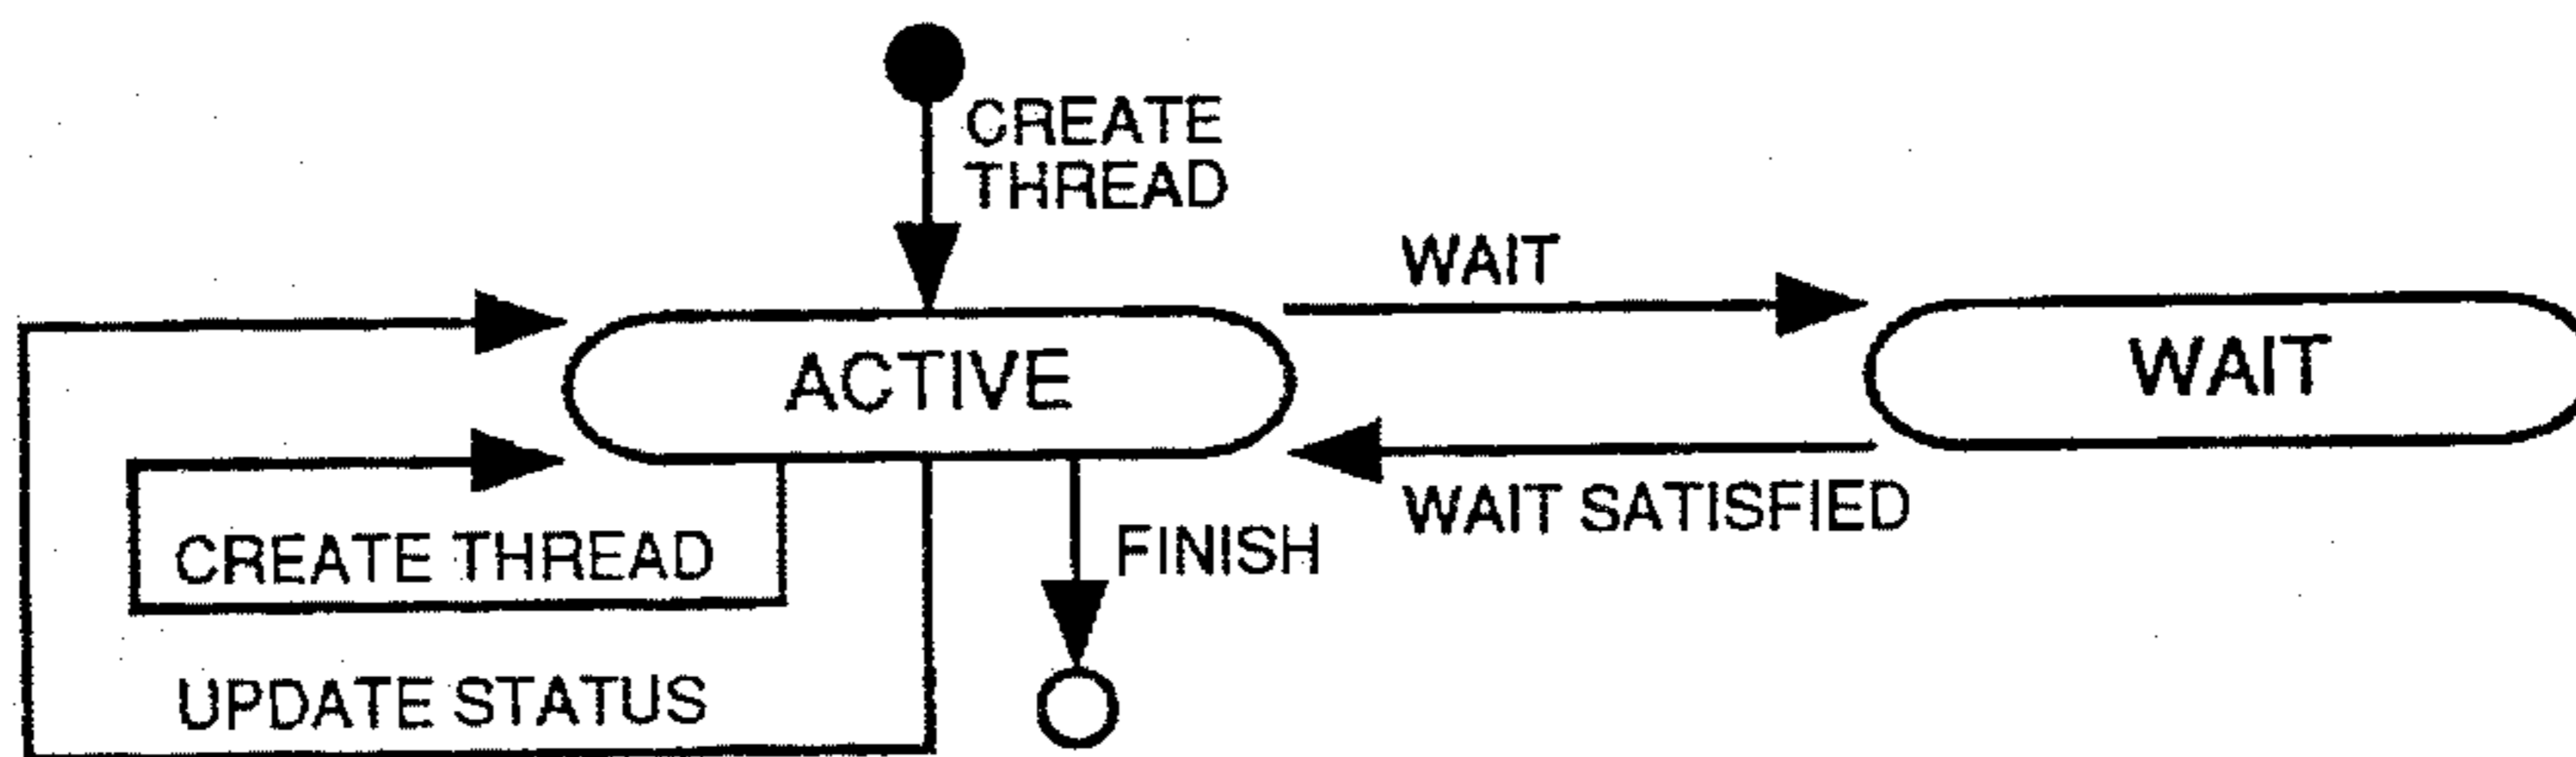 CREATE
THREAD
WAIT
ACTIVE
WAIT
WAIT SATISFIED
FINISH
CREATE THREAD
UPDATE STATUS